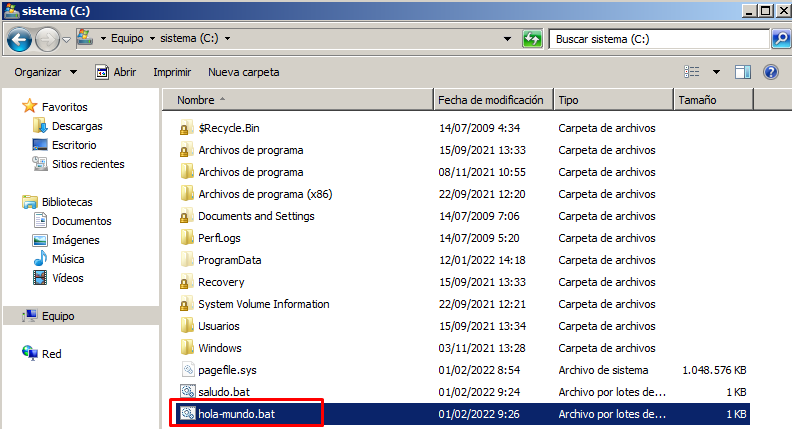 sistema (C:)
Equipo sistema (C:) Buscar sistema (C:)
Organizar Abrir Imprimir Nueva carpeta
Favoritos
Descargas
Escritorio
Sitios recientes
Bibliotecas
Documentos
Imágenes
Música
Vídeos
Equipo
Red
Nombre Fecha de modificación Tipo Tamaño
$Recycle.Bin 14/07/2009 4:34 Carpeta de archivos
Archivos de programa 15/09/2021 13:33 Carpeta de archivos
Archivos de programa 08/11/2021 10:55 Carpeta de archivos
Archivos de programa (x86) 22/09/2021 12:20 Carpeta de archivos
Documents and Settings 14/07/2009 7:06 Carpeta de archivos
PerfLogs 14/07/2009 5:20 Carpeta de archivos
ProgramData 12/01/2022 14:18 Carpeta de archivos
Recovery 15/09/2021 13:33 Carpeta de archivos
System Volume Information 22/09/2021 12:21 Carpeta de archivos
Usuarios 15/09/2021 13:34 Carpeta de archivos
Windows 03/11/2021 13:28 Carpeta de archivos
pagefile.sys 01/02/2022 8:54 Archivo de sistema 1.048.576 KB
saludo.bat 01/02/2022 9:24 Archivo por lotes de... 1 KB
hola-mundo.bat 01/02/2022 9:26 Archivo por lotes de... 1 KB